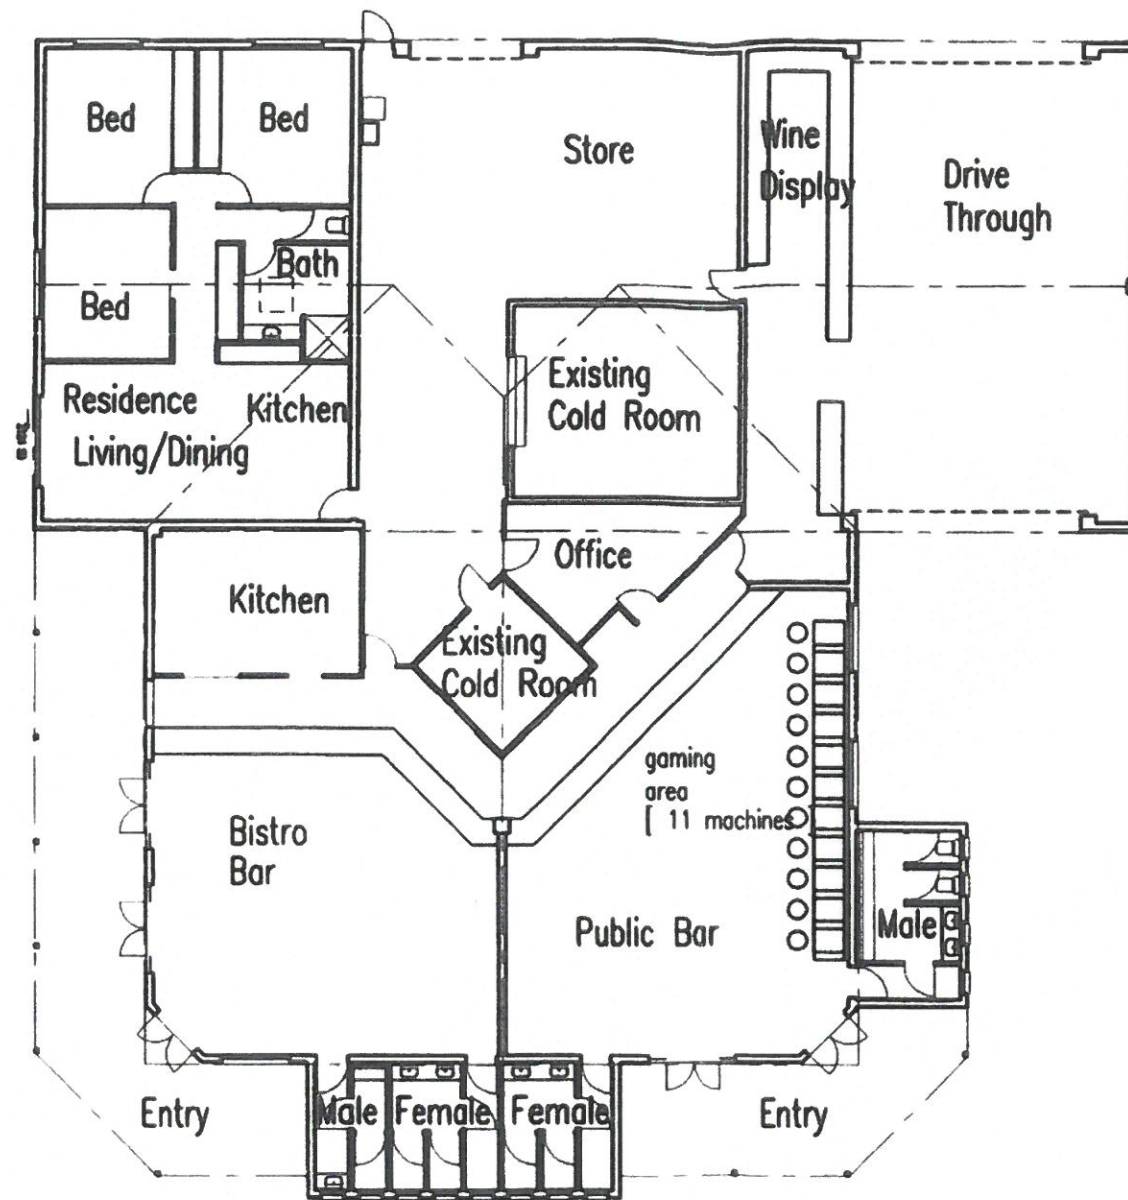 Bed
Bed
Store
Wine
Display
Drive
Through
Bath
Bed
Existing
Cold Room
Residence
Kitchen
Living/Dining
Office
Kitchen
Existing
Cold Room
gaming
area
[ 11 machines ]
Bistro
Bar
Public Bar
Male
Entry
Male
Female
Female
Entry